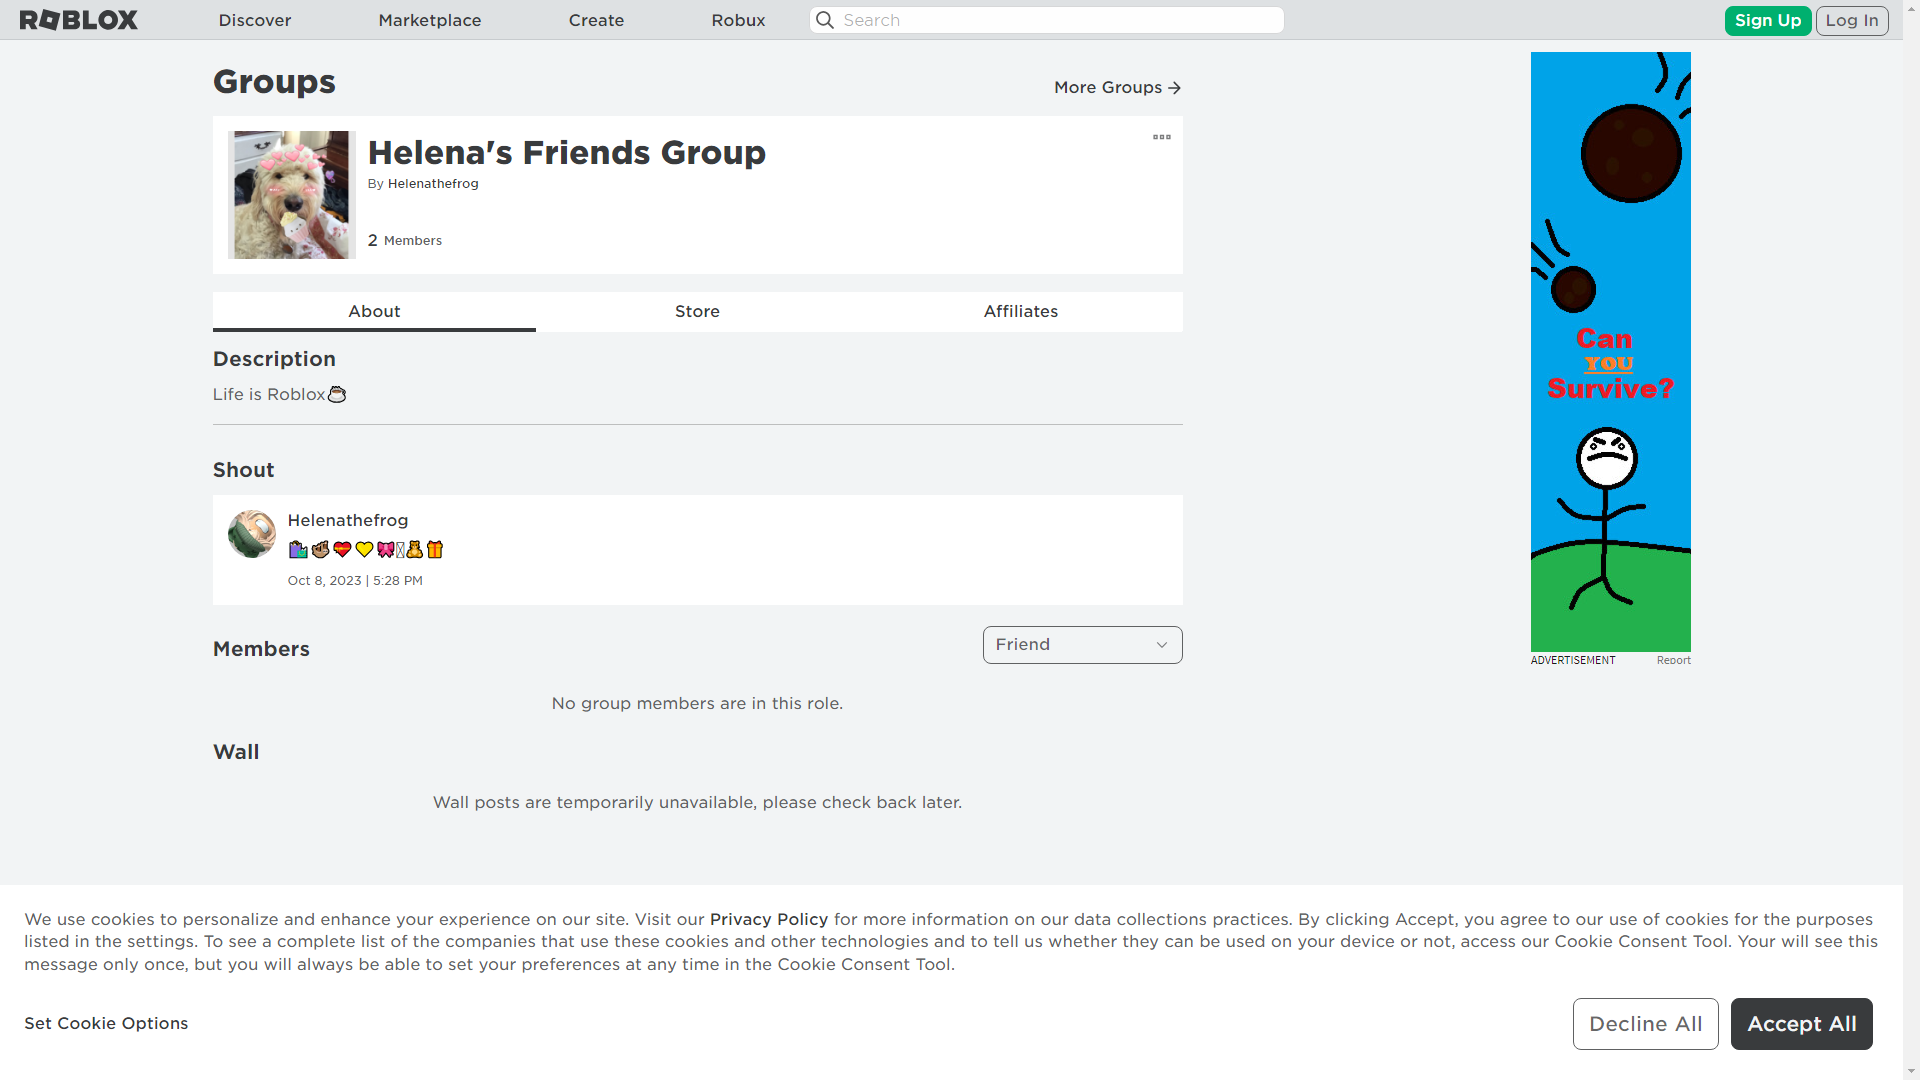 ROBLOX
Discover
Marketplace
Create
Robux
Search
Sign Up
Log In
Groups
More Groups
Helena's Friends Group
By Helenathefrog
2 Members
About
Store
Affiliates
Description
Life is Roblox☕
Shout
Helenathefrog
Oct 8, 2023 | 5:28 PM
Members
Friend
No group members are in this role.
Wall
Wall posts are temporarily unavailable, please check back later.
Can
YOU
Survive?
ADVERTISEMENT
Report
We use cookies to personalize and enhance your experience on our site. Visit our Privacy Policy for more information on our data collections practices. By clicking Accept, you agree to our use of cookies for the purposes
listed in the settings. To see a complete list of the companies that use these cookies and other technologies and to tell us whether they can be used on your device or not, access our Cookie Consent Tool. Your will see this
message only once, but you will always be able to set your preferences at any time in the Cookie Consent Tool.
Set Cookie Options
Decline All
Accept All